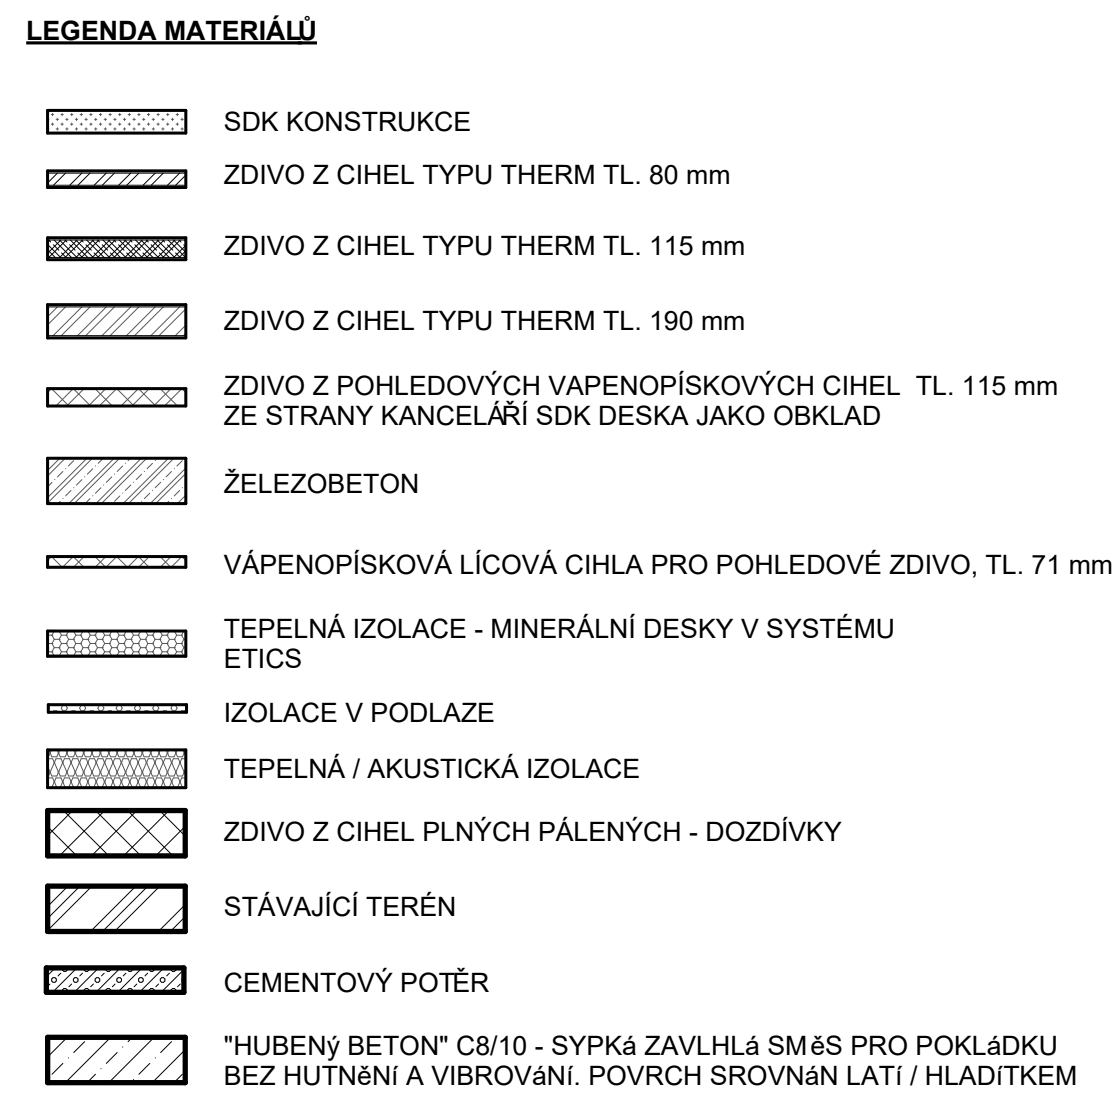 LEGENDA MATERIÁLŮ
SDK KONSTRUKCE
ZDIVO Z CIHEL TYPU THERM TL. 80 mm
ZDIVO Z CIHEL TYPU THERM TL. 115 mm
ZDIVO Z CIHEL TYPU THERM TL. 190 mm
ZDIVO Z POHLEDOVÝCH VAPENOPÍSKOVÝCH CIHEL TL. 115 mm
ZE STRANY KANCELÁŘÍ SDK DESKA JAKO OBKLAD
ŽELEZOBETON
VÁPENOPÍSKOVÁ LÍCOVÁ CIHLA PRO POHLEDOVÉ ZDIVO, TL. 71 mm
TEPELNÁ IZOLACE - MINERÁLNÍ DESKY V SYSTÉMU
ETICS
IZOLACE V PODLAZE
TEPELNÁ / AKUSTICKÁ IZOLACE
ZDIVO Z CIHEL PLNÝCH PÁLENÝCH - DOZDÍVKY
STÁVAJÍCÍ TERÉN
CEMENTOVÝ POTĚR
"HUBENý BETON" C8/10 - SYPKá ZAVLHLá SMěS PRO POKLáDKU
BEZ HUTNěNí A VIBROVáNí. POVRCH SROVNáN LATí / HLADíTKEM